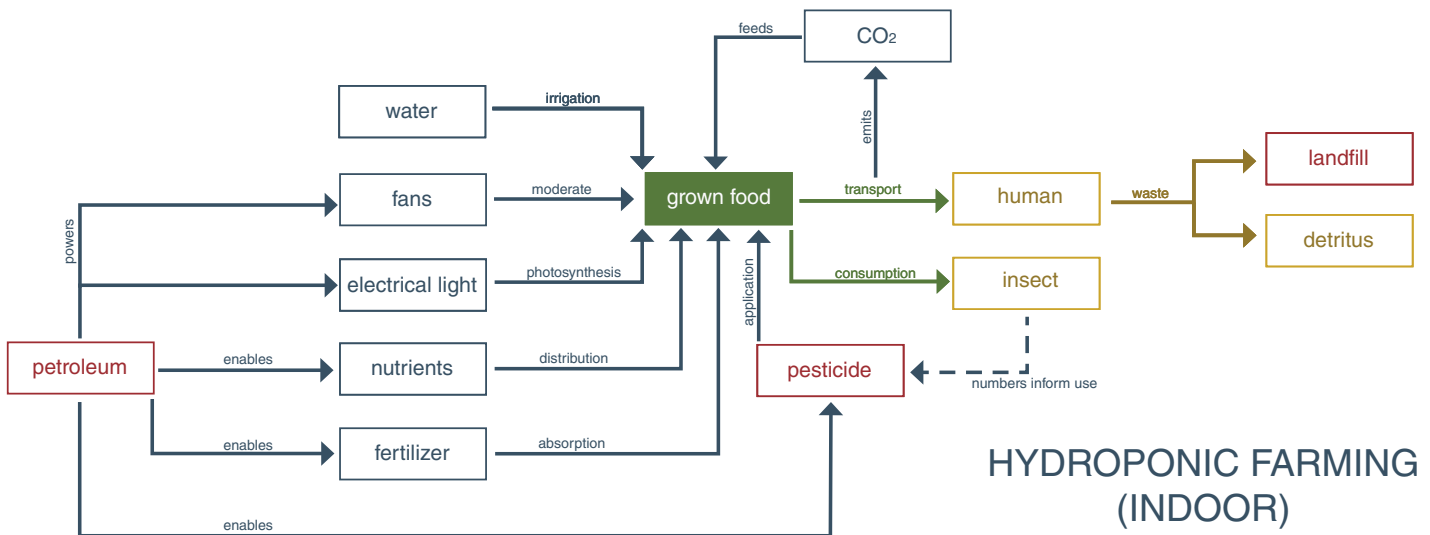 feeds
CO₂
water
irrigation
emits
landfill
fans
moderate
grown food
transport
human
waste
powers
detritus
electrical light
photosynthesis
consumption
insect
application
petroleum
enables
nutrients
distribution
pesticide
numbers inform use
enables
fertilizer
absorption
HYDROPONIC FARMING
(INDOOR)
enables